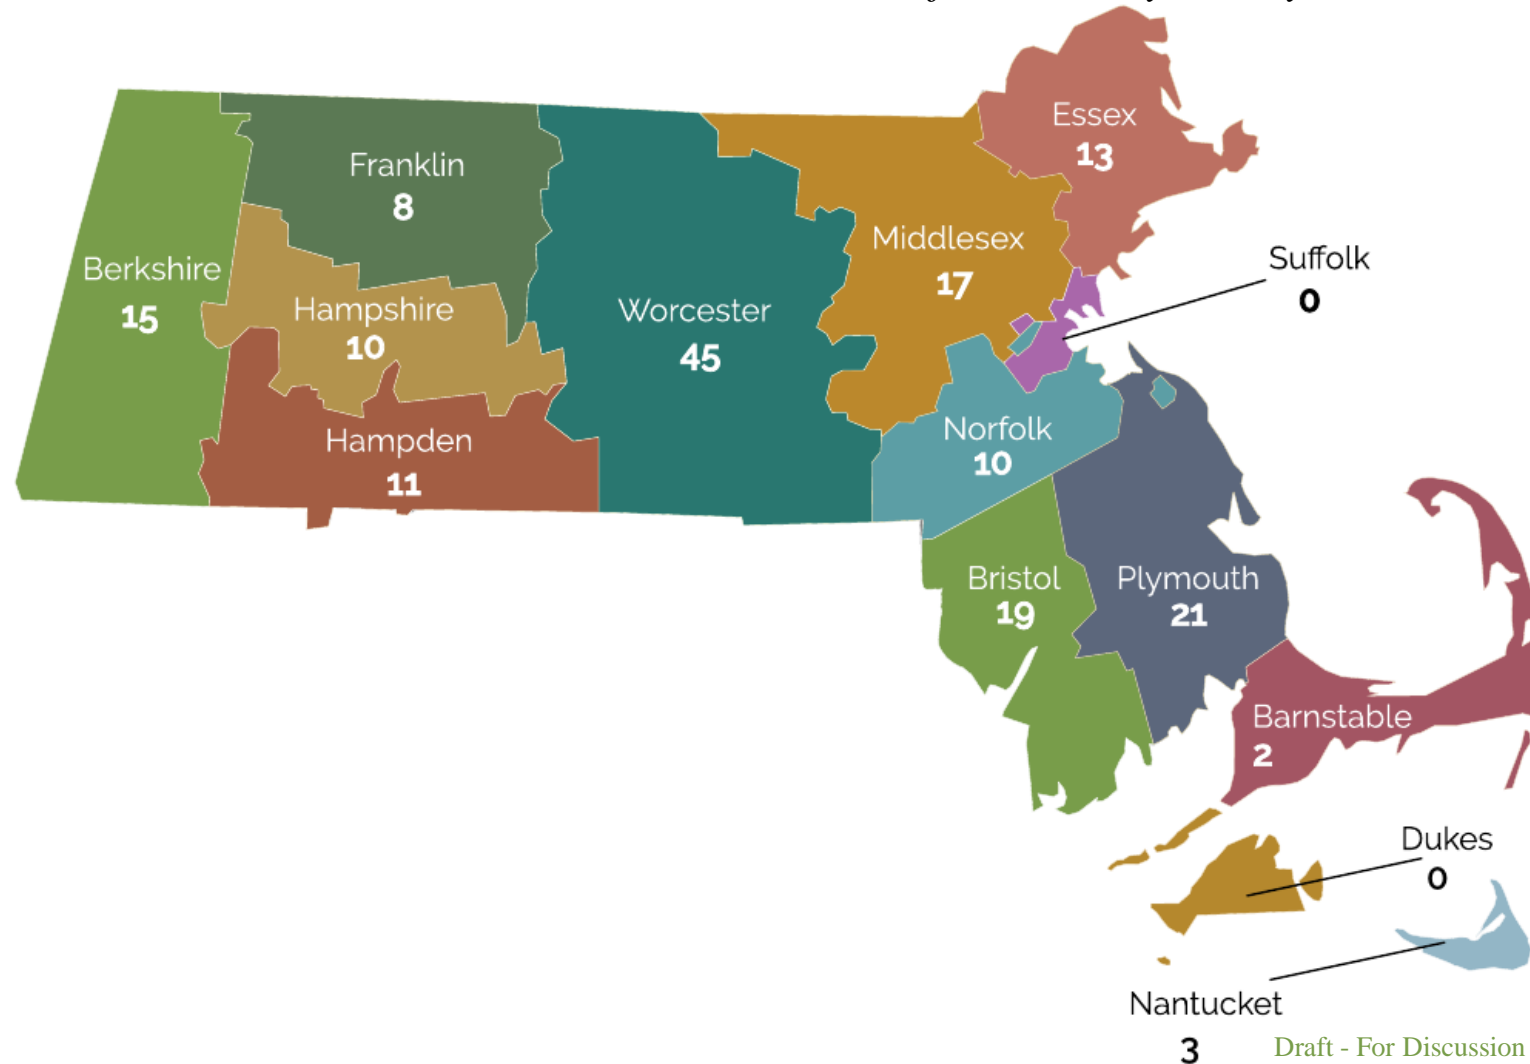 Essex
13
Franklin
8
Middlesex
17
Suffolk
0
Berkshire
15
Hampshire
10
Worcester
45
Norfolk
10
Hampden
11
Bristol
19
Plymouth
21
Barnstable
2
Dukes
0
Nantucket
3
Draft - For Discussion